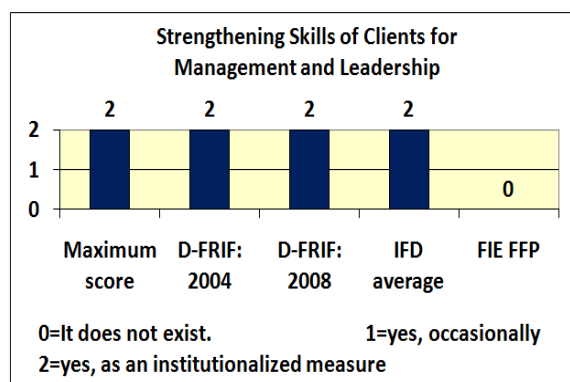 Strengthening Skills of Clients for
Management and Leadership
2 2 2 2
2
1
0
0
Maximum score
D-FRIF: 2004
D-FRIF: 2008
IFD average
FIE FFP
0=It does not exist. 1=yes, occasionally
2=yes, as an institutionalized measure